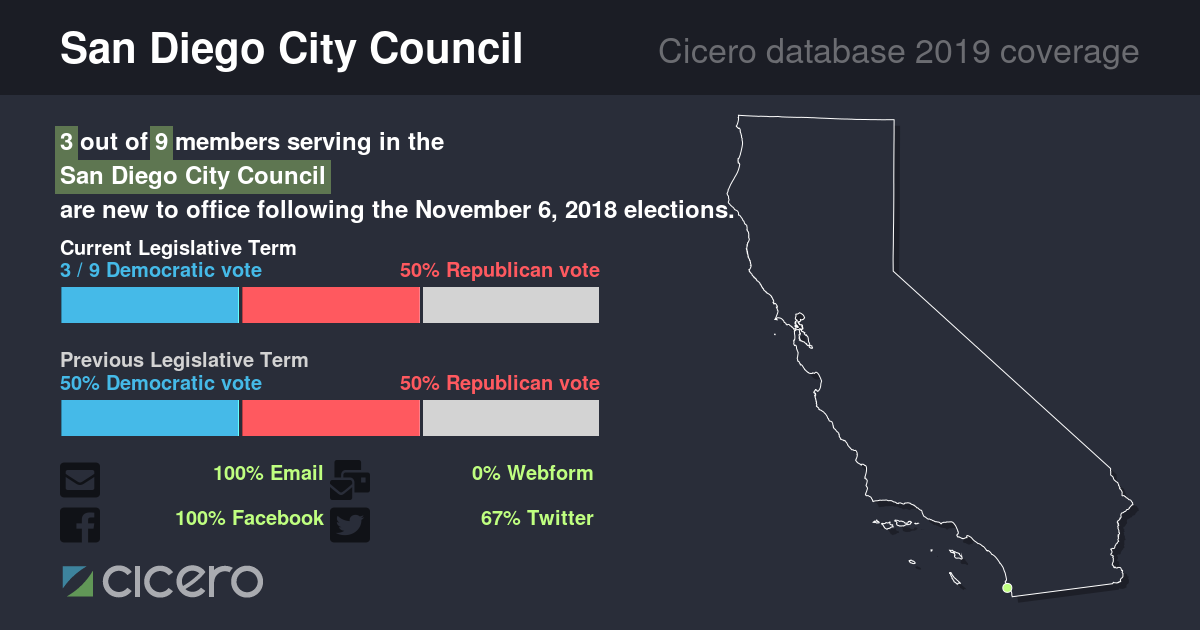 San Diego City Council
Cicero database 2019 coverage
3 out of 9 members serving in the
San Diego City Council
are new to office following the November 6, 2018 elections.
Current Legislative Term
3 / 9 Democratic vote
50% Republican vote
Previous Legislative Term
50% Democratic vote
50% Republican vote
100% Email
0% Webform
100% Facebook
67% Twitter
cicero